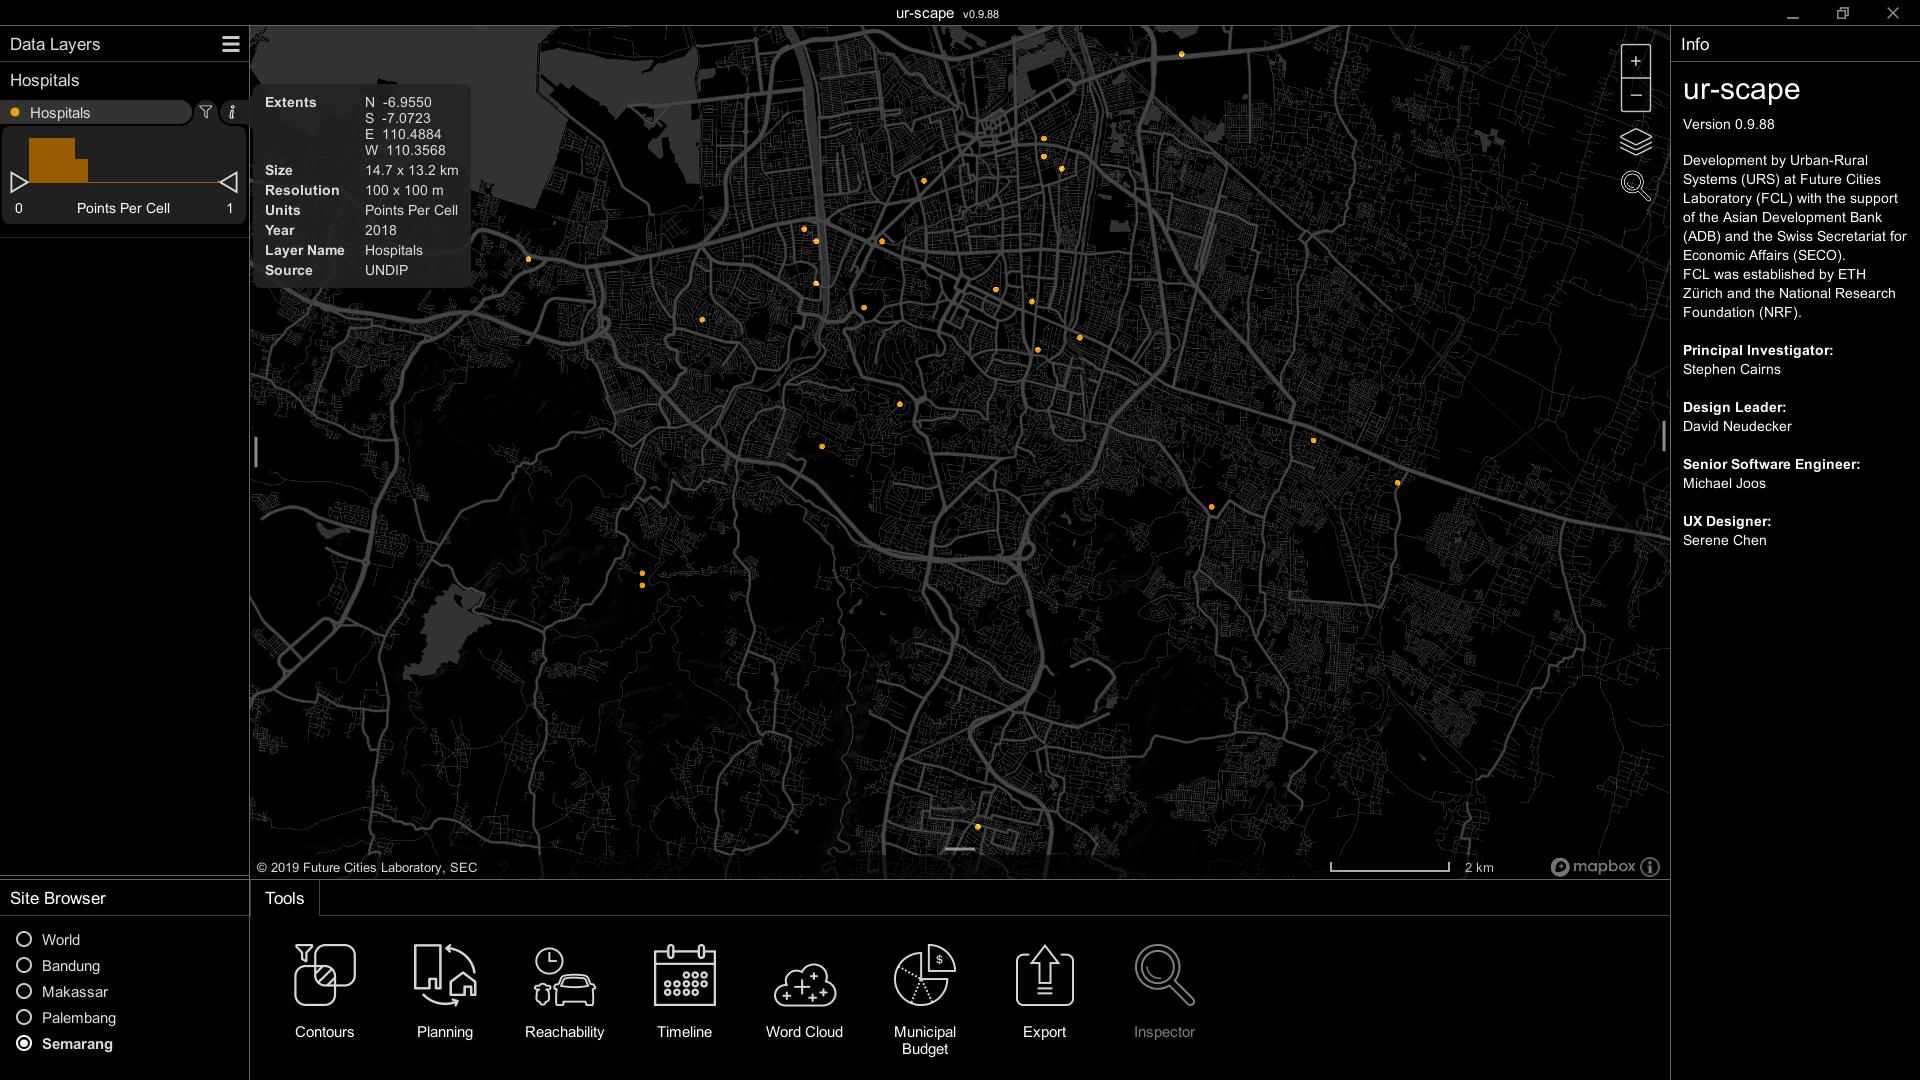 ur-scape v0.9.88
Data Layers
Hospitals
Hospitals
0 Points Per Cell 1
Extents N -6.9550
S -7.0723
E 110.4884
W 110.3568
Size 14.7 x 13.2 km
Resolution 100 x 100 m
Units Points Per Cell
Year 2018
Layer Name Hospitals
Source UNDIP
+
−
© 2019 Future Cities Laboratory, SEC
2 km
mapbox
Info
ur-scape
Version 0.9.88
Development by Urban-Rural
Systems (URS) at Future Cities
Laboratory (FCL) with the support
of the Asian Development Bank
(ADB) and the Swiss Secretariat for
Economic Affairs (SECO).
FCL was established by ETH
Zürich and the National Research
Foundation (NRF).
Principal Investigator:
Stephen Cairns
Design Leader:
David Neudecker
Senior Software Engineer:
Michael Joos
UX Designer:
Serene Chen
Site Browser
World
Bandung
Makassar
Palembang
Semarang
Tools
Contours
Planning
Reachability
Timeline
Word Cloud
Municipal
Budget
Export
Inspector